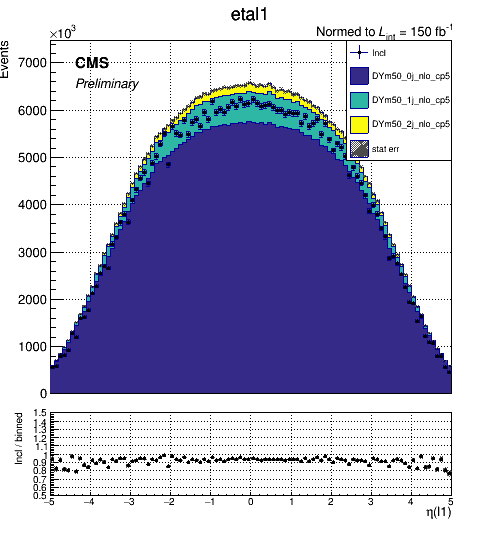 etal1
Normed to L_int = 150 fb⁻¹
×10³
Events
CMS
Preliminary
Incl
DYm50_0j_nlo_cp5
DYm50_1j_nlo_cp5
DYm50_2j_nlo_cp5
stat err
7000
6000
5000
4000
3000
2000
1000
0
Incl / binned
1.5
1.4
1.3
1.2
1.1
1
0.9
0.8
0.7
0.6
0.5
−5 −4 −3 −2 −1 0 1 2 3 4 5
η(l1)